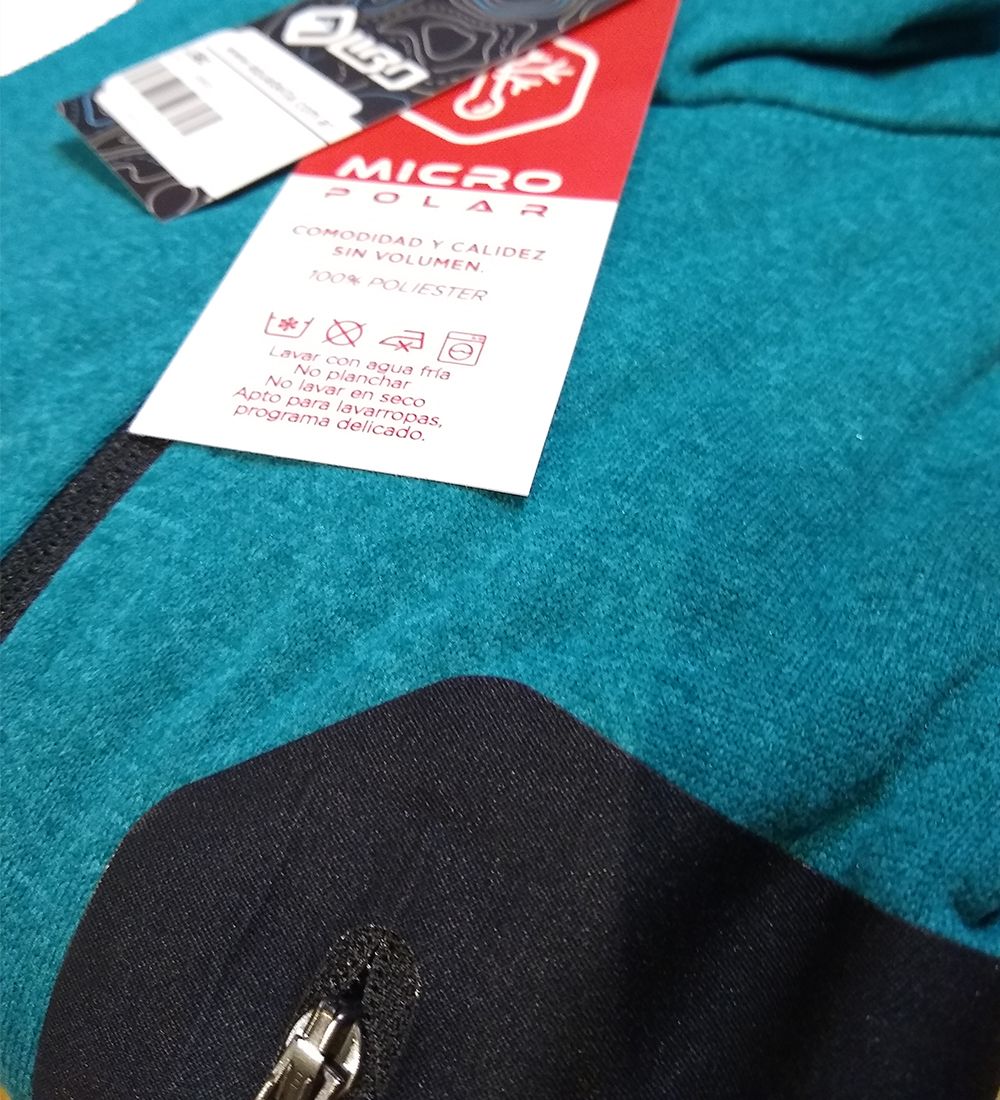 MICRO
POLAR
COMODIDAD Y CALIDEZ
SIN VOLUMEN.
100% POLIESTER
Lavar con agua fría
No planchar
No lavar en seco
Apto para lavarropas,
programa delicado.